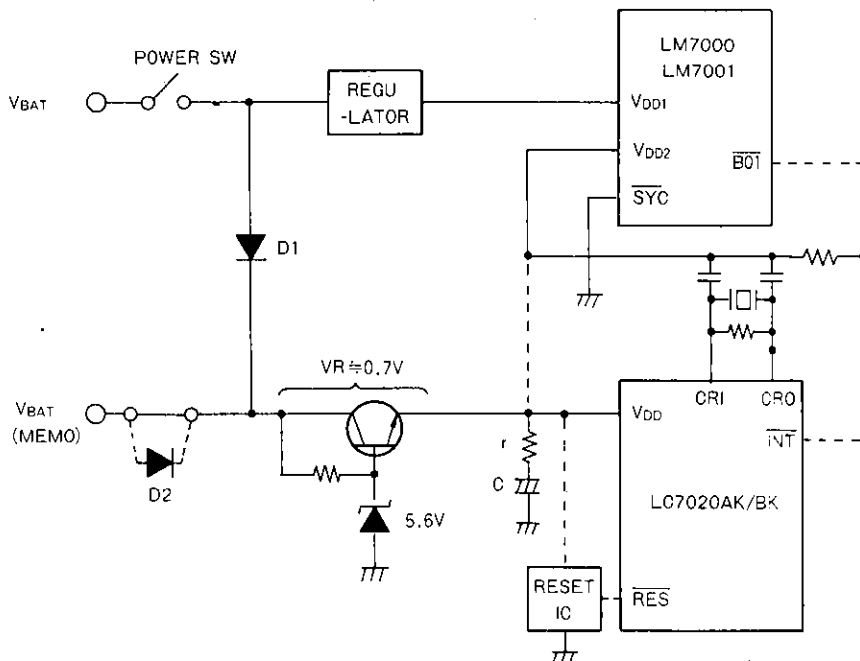 POWER SW
VBAT
REGU
-LATOR
LM7000
LM7001
VDD1
VDD2
B01
SYC
D1
VR≒0.7V
VBAT
(MEMO)
D2
5.6V
r
C
VDD
CRI
CRO
INT
LC7020AK/BK
RESET
IC
RES